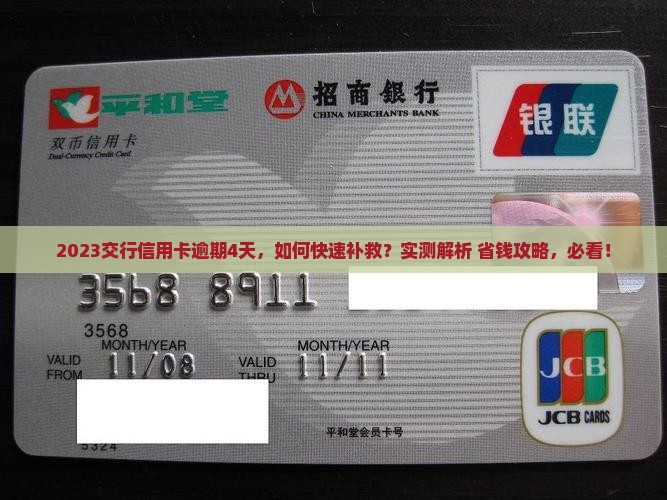 平和堂
招商銀行
CHINA MERCHANTS BANK
银联
双币信用卡
Dual-Currency Credit Card
2023交行信用卡逾期4天，如何快速补救？实测解析 省钱攻略，必看！
3568 8911
3568
MONTH/YEAR MONTH/YEAR
VALID FROM 11/08 VALID THRU 11/11
JCB
JCB CARDS
平和堂会员卡号
5324